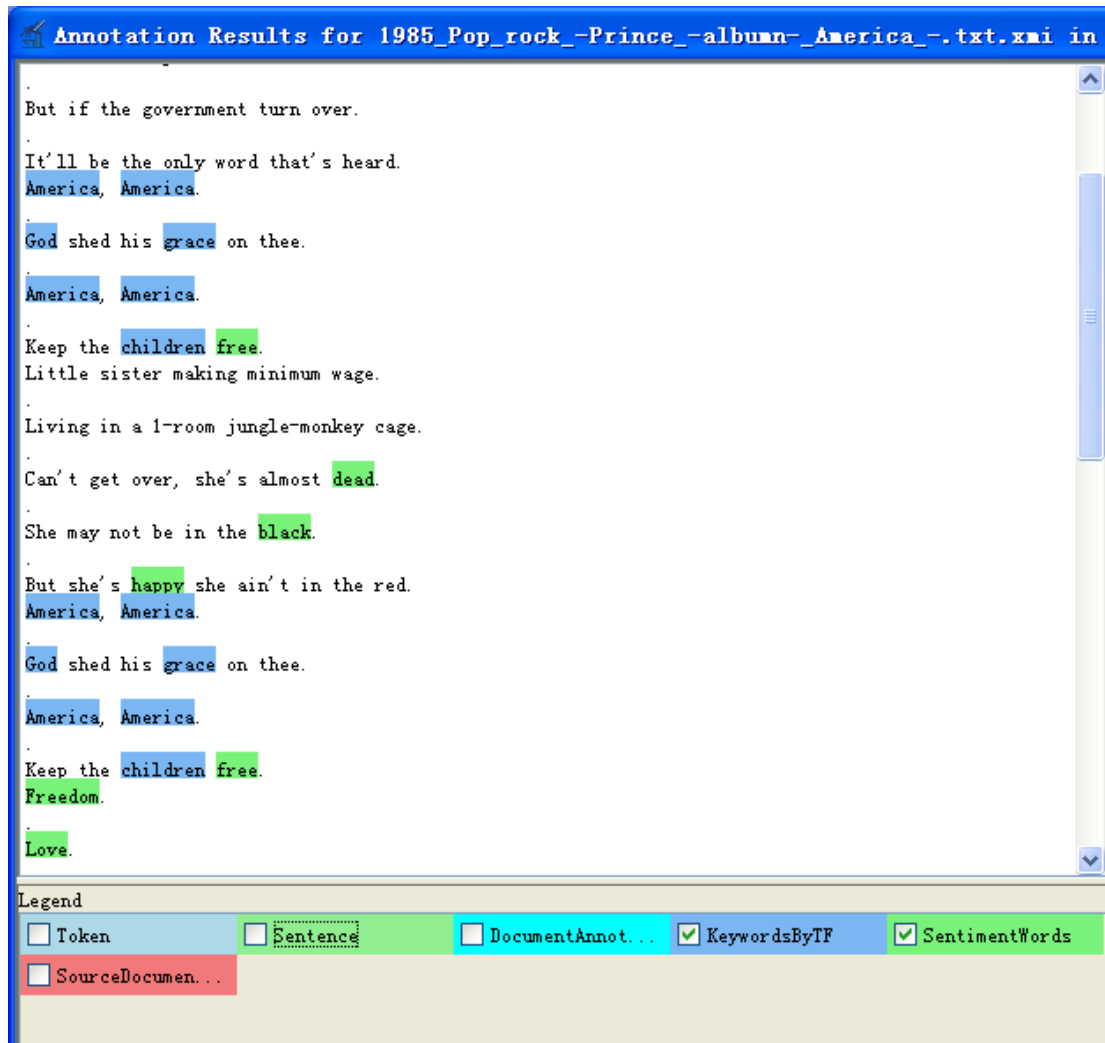 Annotation Results for 1985_Pop_rock_-Prince_-albumn-_America_-.txt.xmi in
.
But if the government turn over.
.
It'll be the only word that's heard.
America, America.
.
God shed his grace on thee.
.
America, America.
.
Keep the children free.
Little sister making minimum wage.
.
Living in a 1-room jungle-monkey cage.
.
Can't get over, she's almost dead.
.
She may not be in the black.
.
But she's happy she ain't in the red.
America, America.
.
God shed his grace on thee.
.
America, America.
.
Keep the children free.
Freedom.
.
Love.
Legend
Token Sentence DocumentAnnot... KeywordsByTF SentimentWords
SourceDocumen...